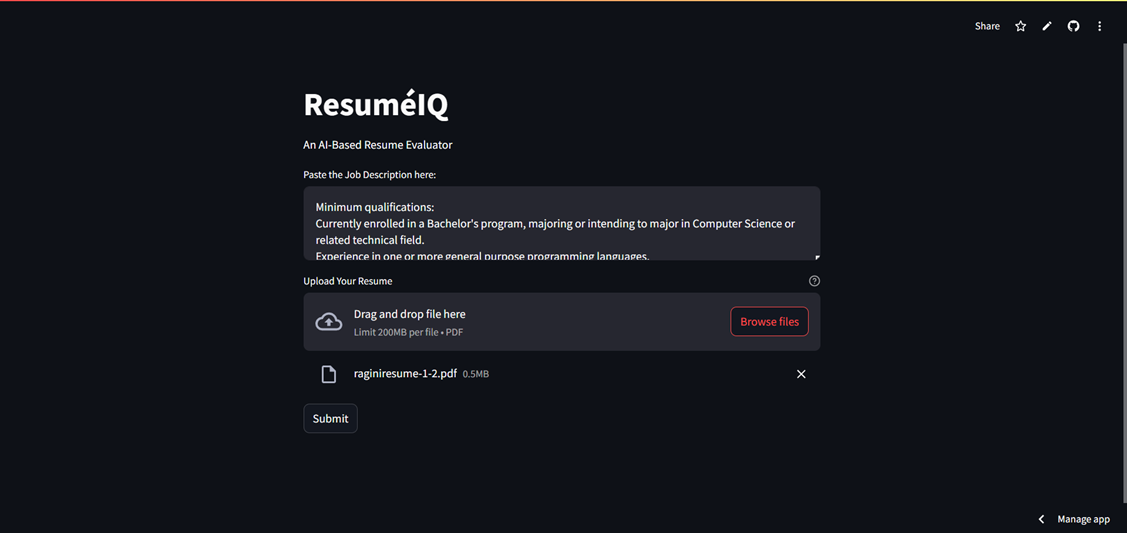 Share
ResuméIQ
An AI-Based Resume Evaluator
Paste the Job Description here:
Minimum qualifications:
Currently enrolled in a Bachelor's program, majoring or intending to major in Computer Science or
related technical field.
Experience in one or more general purpose programming languages.
Upload Your Resume
Drag and drop file here
Limit 200MB per file • PDF
Browse files
raginiresume-1-2.pdf 0.5MB
Submit
Manage app